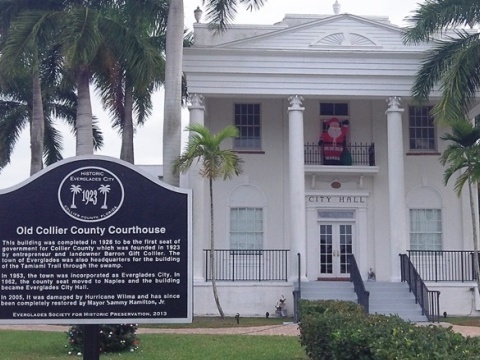 HISTORIC
EVERGLADES CITY
1923
COLLIER COUNTY, FLORIDA
Old Collier County Courthouse
This building was completed in 1928 to be the first seat of
government for Collier County which was founded in 1923
by entrepreneur and landowner Barron Gift Collier. The
town of Everglades was also headquarters for the building
of the Tamiami Trail through the swamp.
In 1953, the town was incorporated as Everglades City. In
1962, the county seat moved to Naples and the building
became Everglades City Hall.
In 2005, it was damaged by Hurricane Wilma and has since
been completely restored by Mayor Sammy Hamilton, Jr.
EVERGLADES SOCIETY FOR HISTORIC PRESERVATION, 2013
CITY HALL